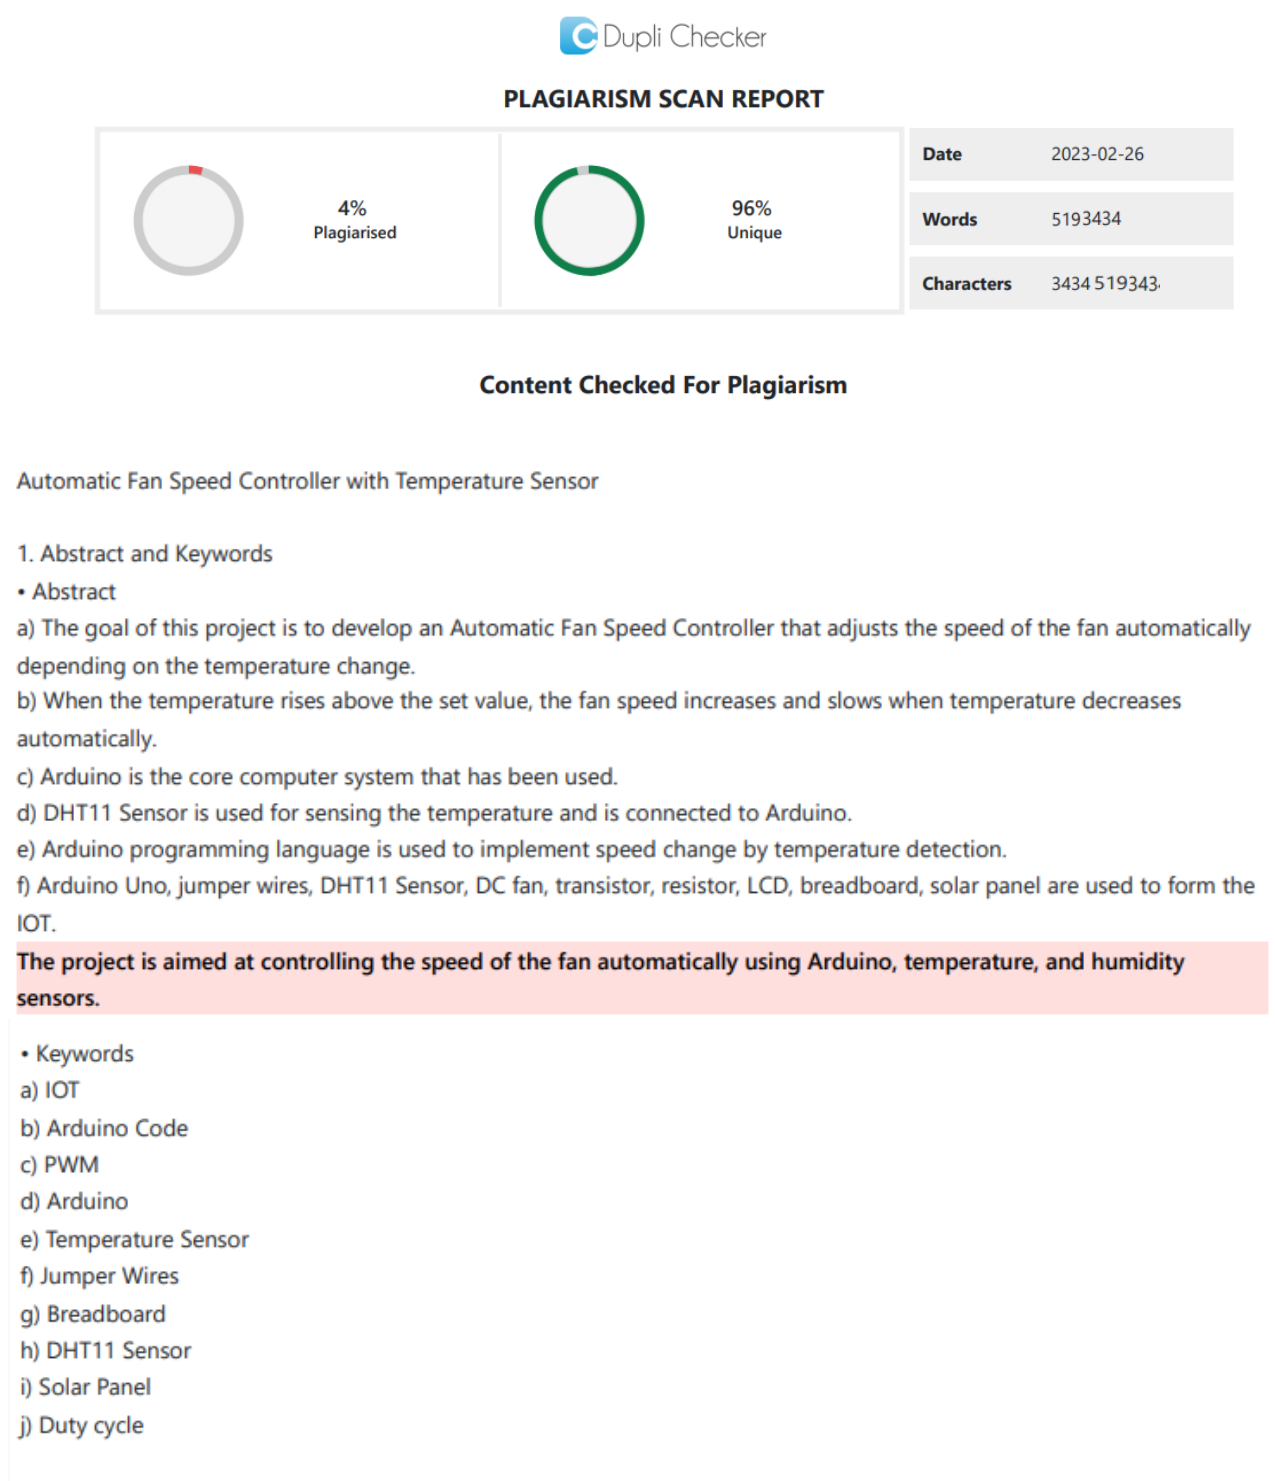 Dupli Checker
PLAGIARISM SCAN REPORT
4%
Plagiarised
96%
Unique
Date 2023-02-26
Words 5193434
Characters 3434519343
Content Checked For Plagiarism
Automatic Fan Speed Controller with Temperature Sensor
1. Abstract and Keywords
• Abstract
a) The goal of this project is to develop an Automatic Fan Speed Controller that adjusts the speed of the fan automatically
depending on the temperature change.
b) When the temperature rises above the set value, the fan speed increases and slows when temperature decreases
automatically.
c) Arduino is the core computer system that has been used.
d) DHT11 Sensor is used for sensing the temperature and is connected to Arduino.
e) Arduino programming language is used to implement speed change by temperature detection.
f) Arduino Uno, jumper wires, DHT11 Sensor, DC fan, transistor, resistor, LCD, breadboard, solar panel are used to form the
IOT.
The project is aimed at controlling the speed of the fan automatically using Arduino, temperature, and humidity
sensors.
• Keywords
a) IOT
b) Arduino Code
c) PWM
d) Arduino
e) Temperature Sensor
f) Jumper Wires
g) Breadboard
h) DHT11 Sensor
i) Solar Panel
j) Duty cycle